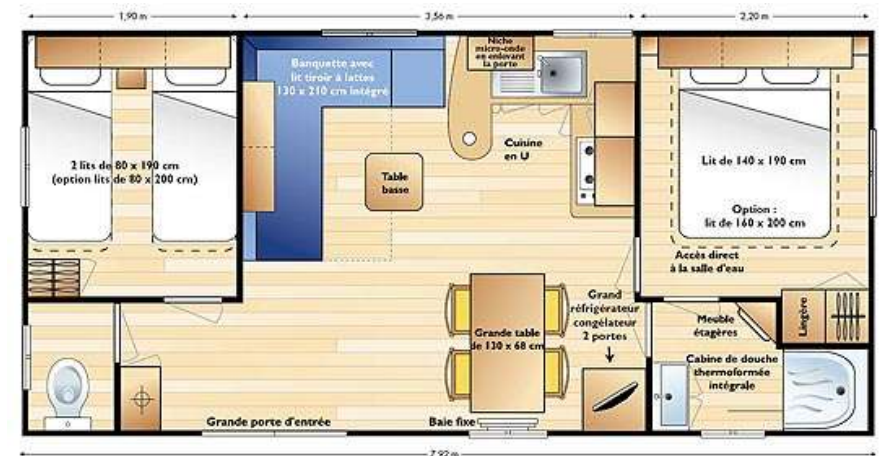 1,90 m
3,56 m
2,20 m
Niche
micro-onde
en enlevant
la porte
Banquette avec
lit tiroir à lattes
130 x 210 cm intégré
Cuisine
en U
2 lits de 80 x 190 cm
(option lits de 80 x 200 cm)
Table
basse
Lit de 140 x 190 cm
Option :
lit de 160 x 200 cm
Accès direct
à la salle d'eau
Grand
réfrigérateur
congélateur
2 portes
Grande table
de 130 x 68 cm
Meuble
étagères
Lingère
Cabine de douche
thermoformée
intégrale
Grande porte d'entrée
Baie fixe
7,92 m